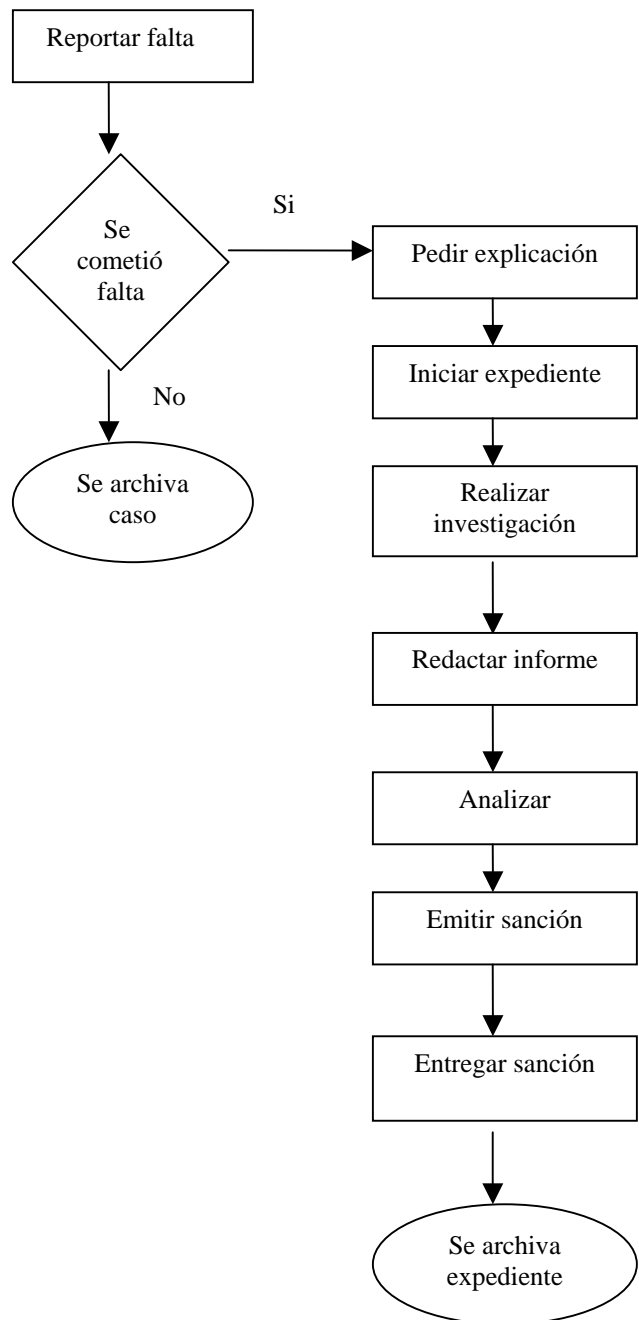 Reportar falta
Se
cometió
falta
Si
No
Se archiva
caso
Pedir explicación
Iniciar expediente
Realizar
investigación
Redactar informe
Analizar
Emitir sanción
Entregar sanción
Se archiva
expediente